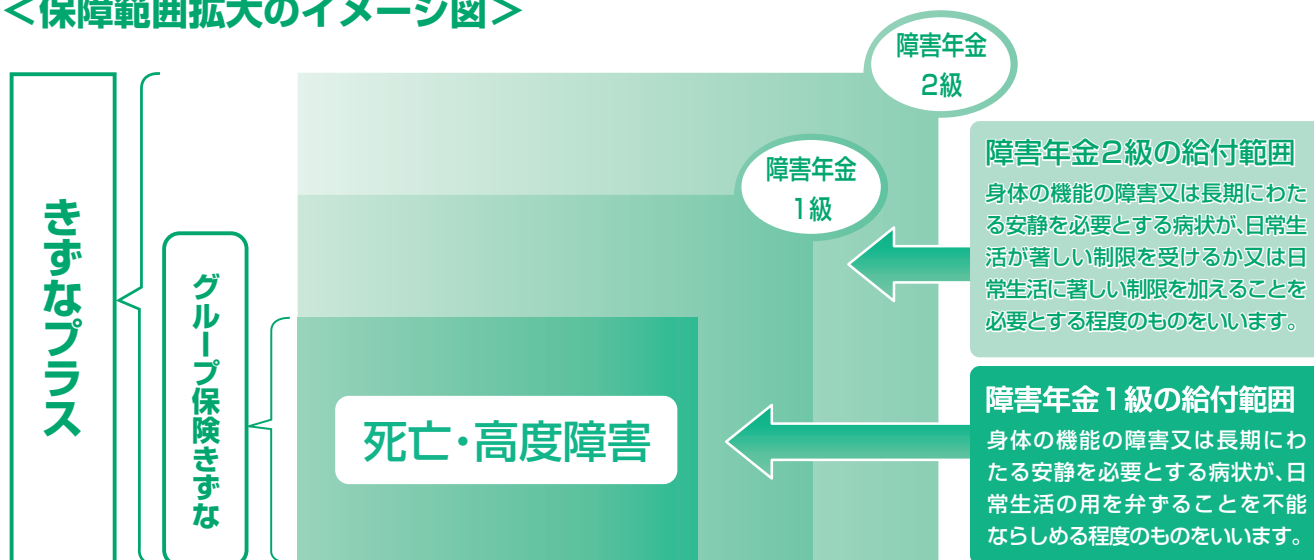 ＜保障範囲拡大のイメージ図＞
きずなプラス
グループ保険きずな
死亡・高度障害
障害年金
1級
障害年金
2級
障害年金2級の給付範囲
身体の機能の障害又は長期にわた
る安静を必要とする病状が、日常生
活が著しい制限を受けるか又は日
常生活に著しい制限を加えることを
必要とする程度のものをいいます。
障害年金1級の給付範囲
身体の機能の障害又は長期にわ
たる安静を必要とする病状が、日
常生活の用を弁ずることを不能
ならしめる程度のものをいいます。